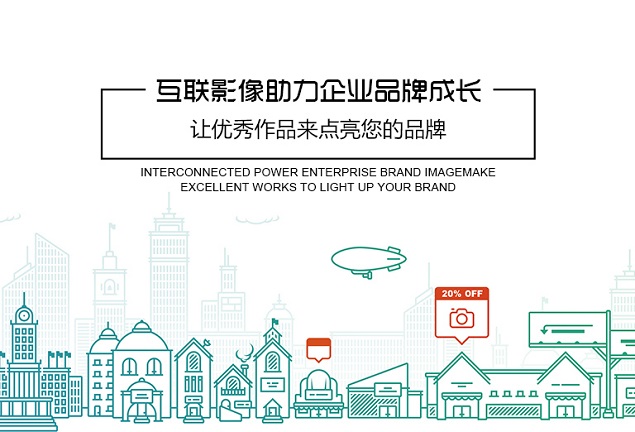 互联影像助力企业品牌成长
让优秀作品来点亮您的品牌
INTERCONNECTED POWER ENTERPRISE BRAND IMAGEMAKE
EXCELLENT WORKS TO LIGHT UP YOUR BRAND
20% OFF